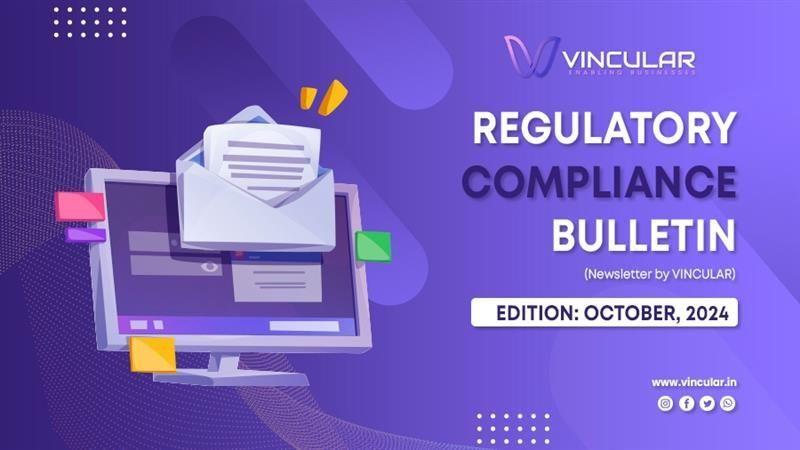 VINCULAR
ENABLING BUSINESSES
REGULATORY
COMPLIANCE
BULLETIN
(Newsletter by VINCULAR)
EDITION: OCTOBER, 2024
www.vincular.in